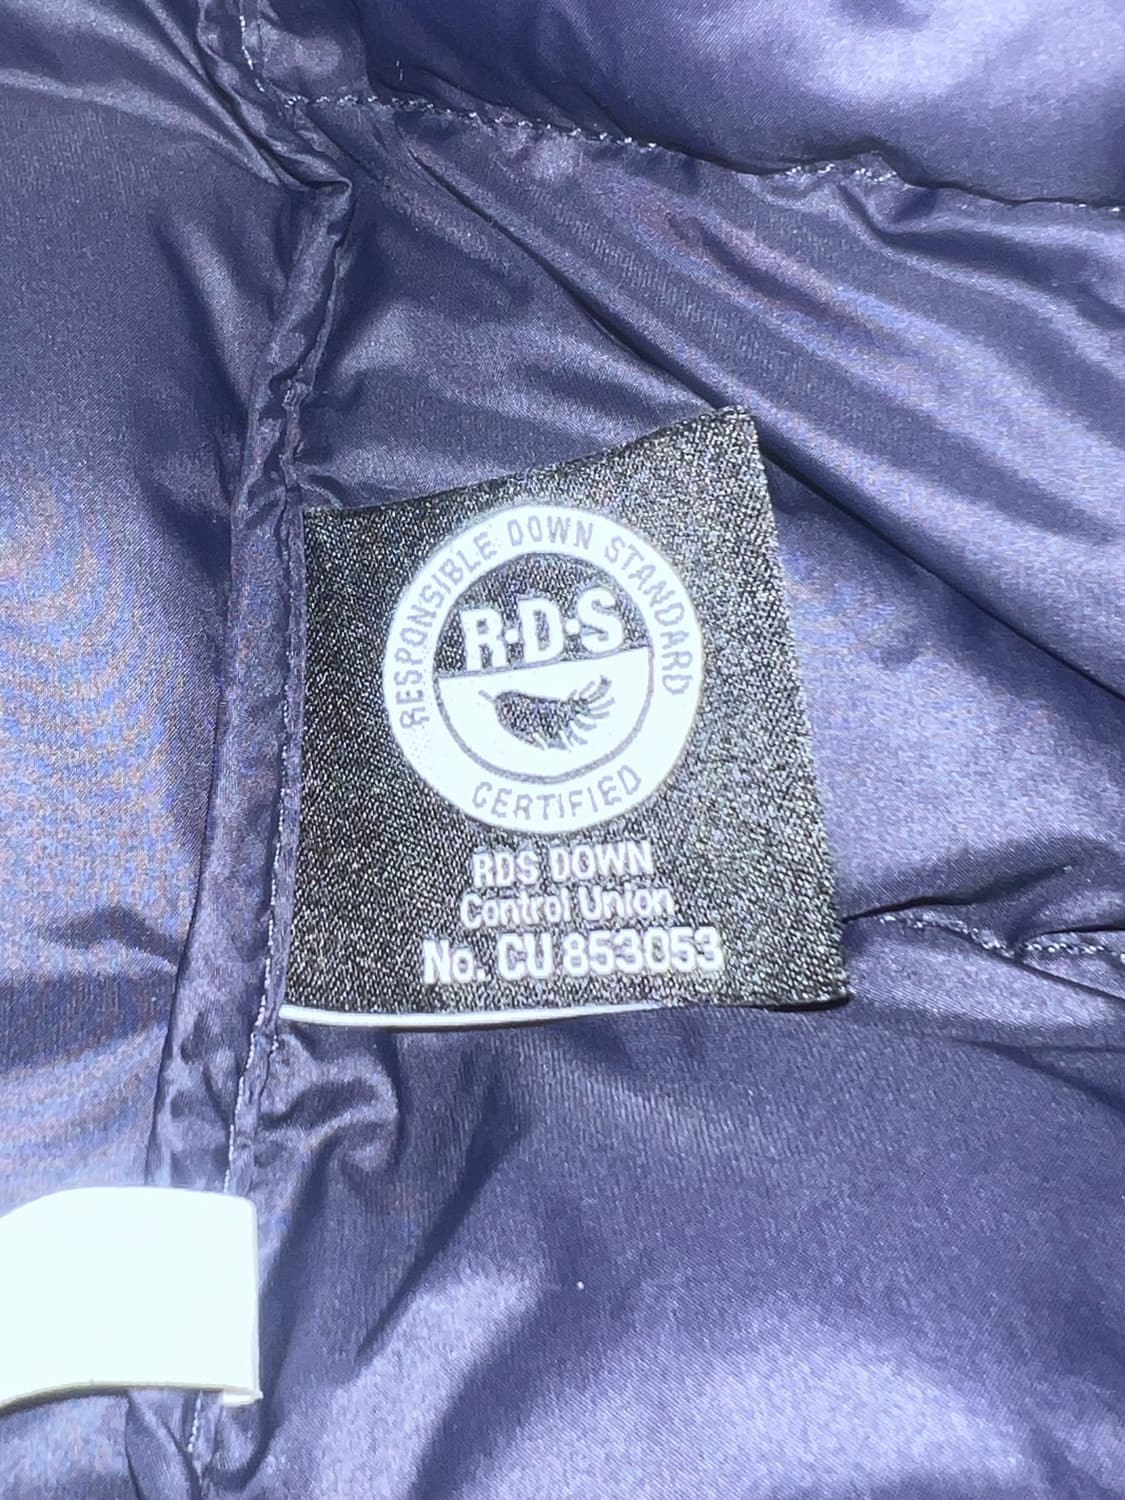 RESPONSIBLE DOWN STANDARD
R·D·S
CERTIFIED
RDS DOWN
Control Union
No. CU 853053